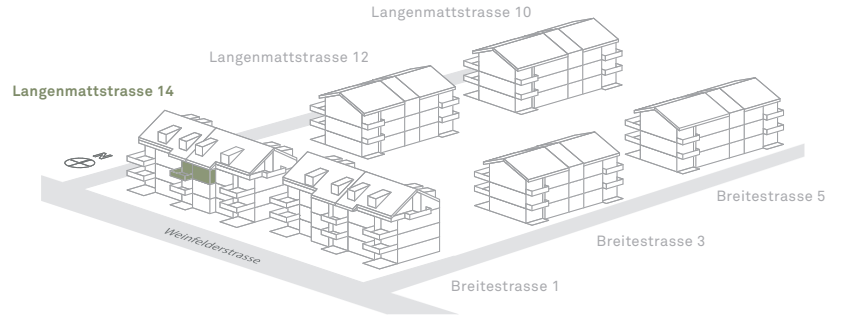 Langenmattstrasse 10
Langenmattstrasse 12
Langenmattstrasse 14
N
Weinfelderstrasse
Breitestrasse 5
Breitestrasse 3
Breitestrasse 1